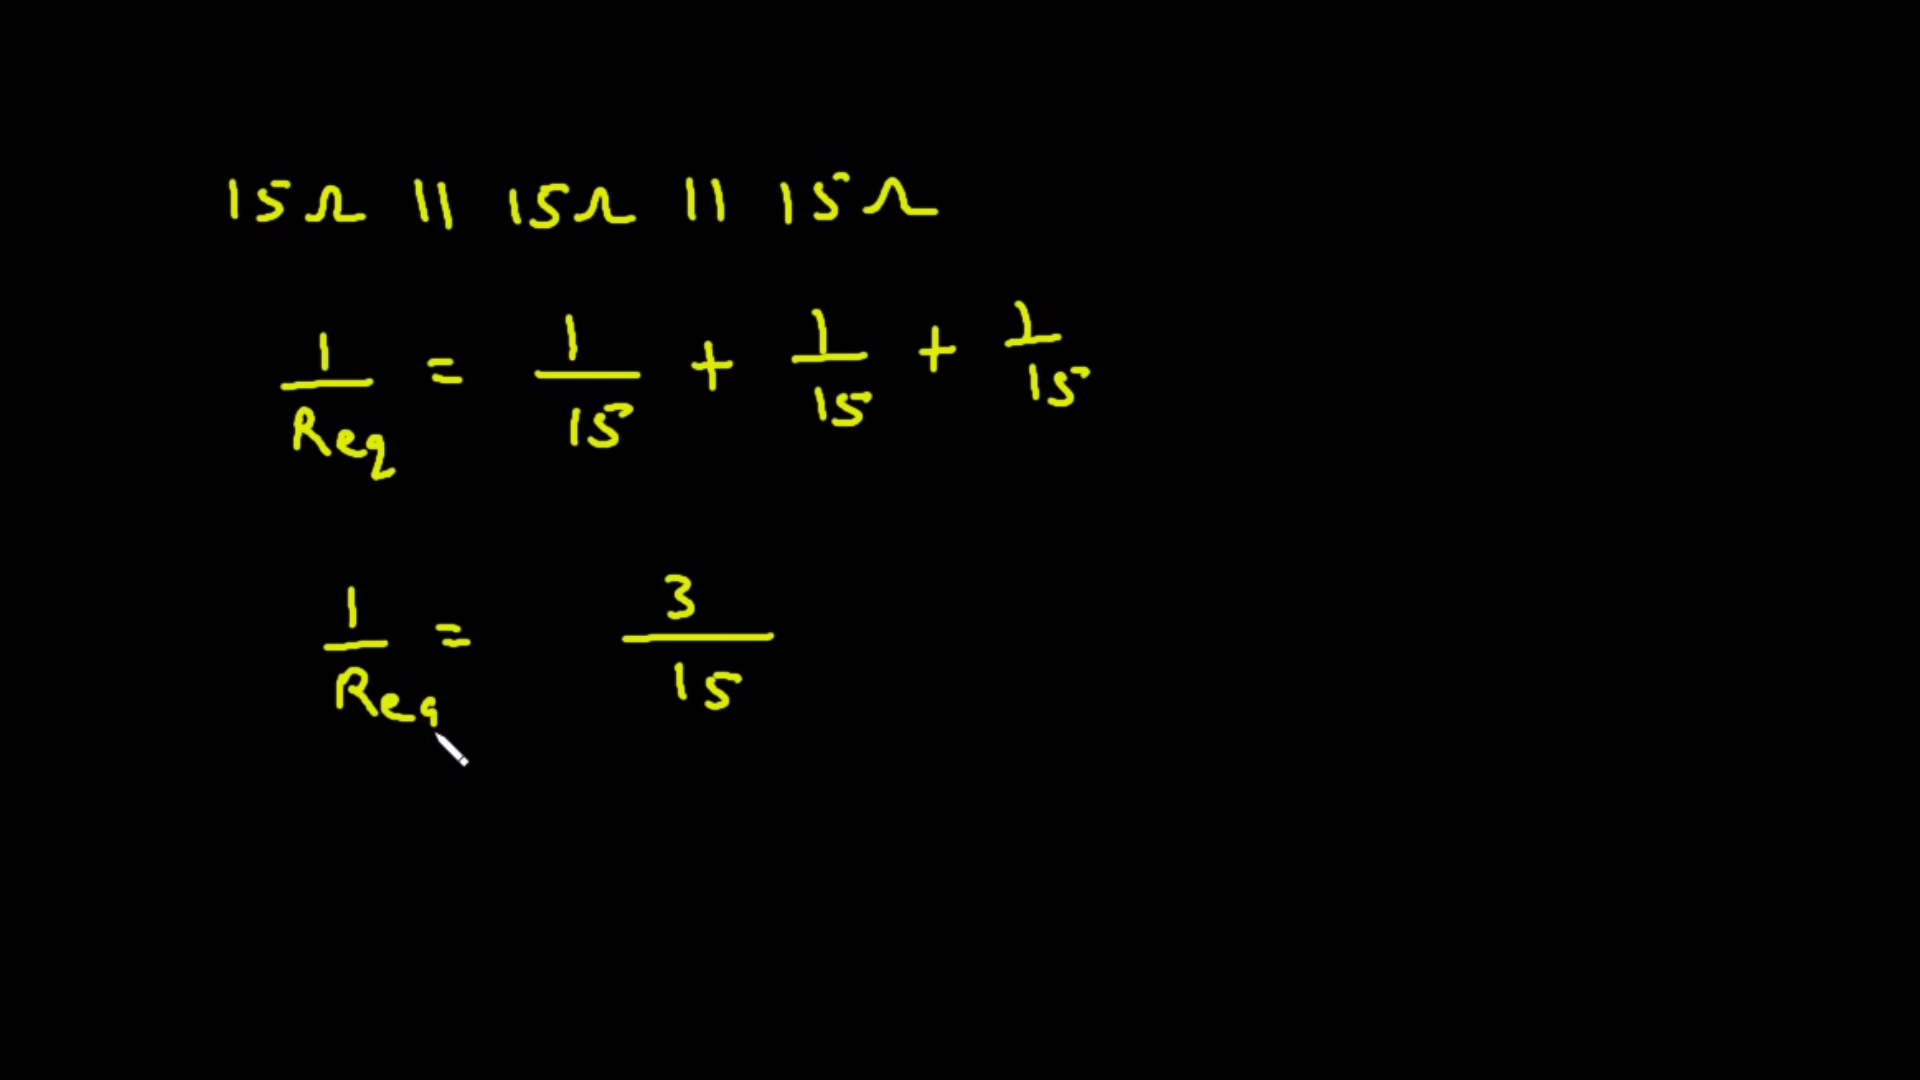 15Ω || 15Ω || 15Ω
1/Req = 1/15 + 1/15 + 1/15
1/Req = 3/15